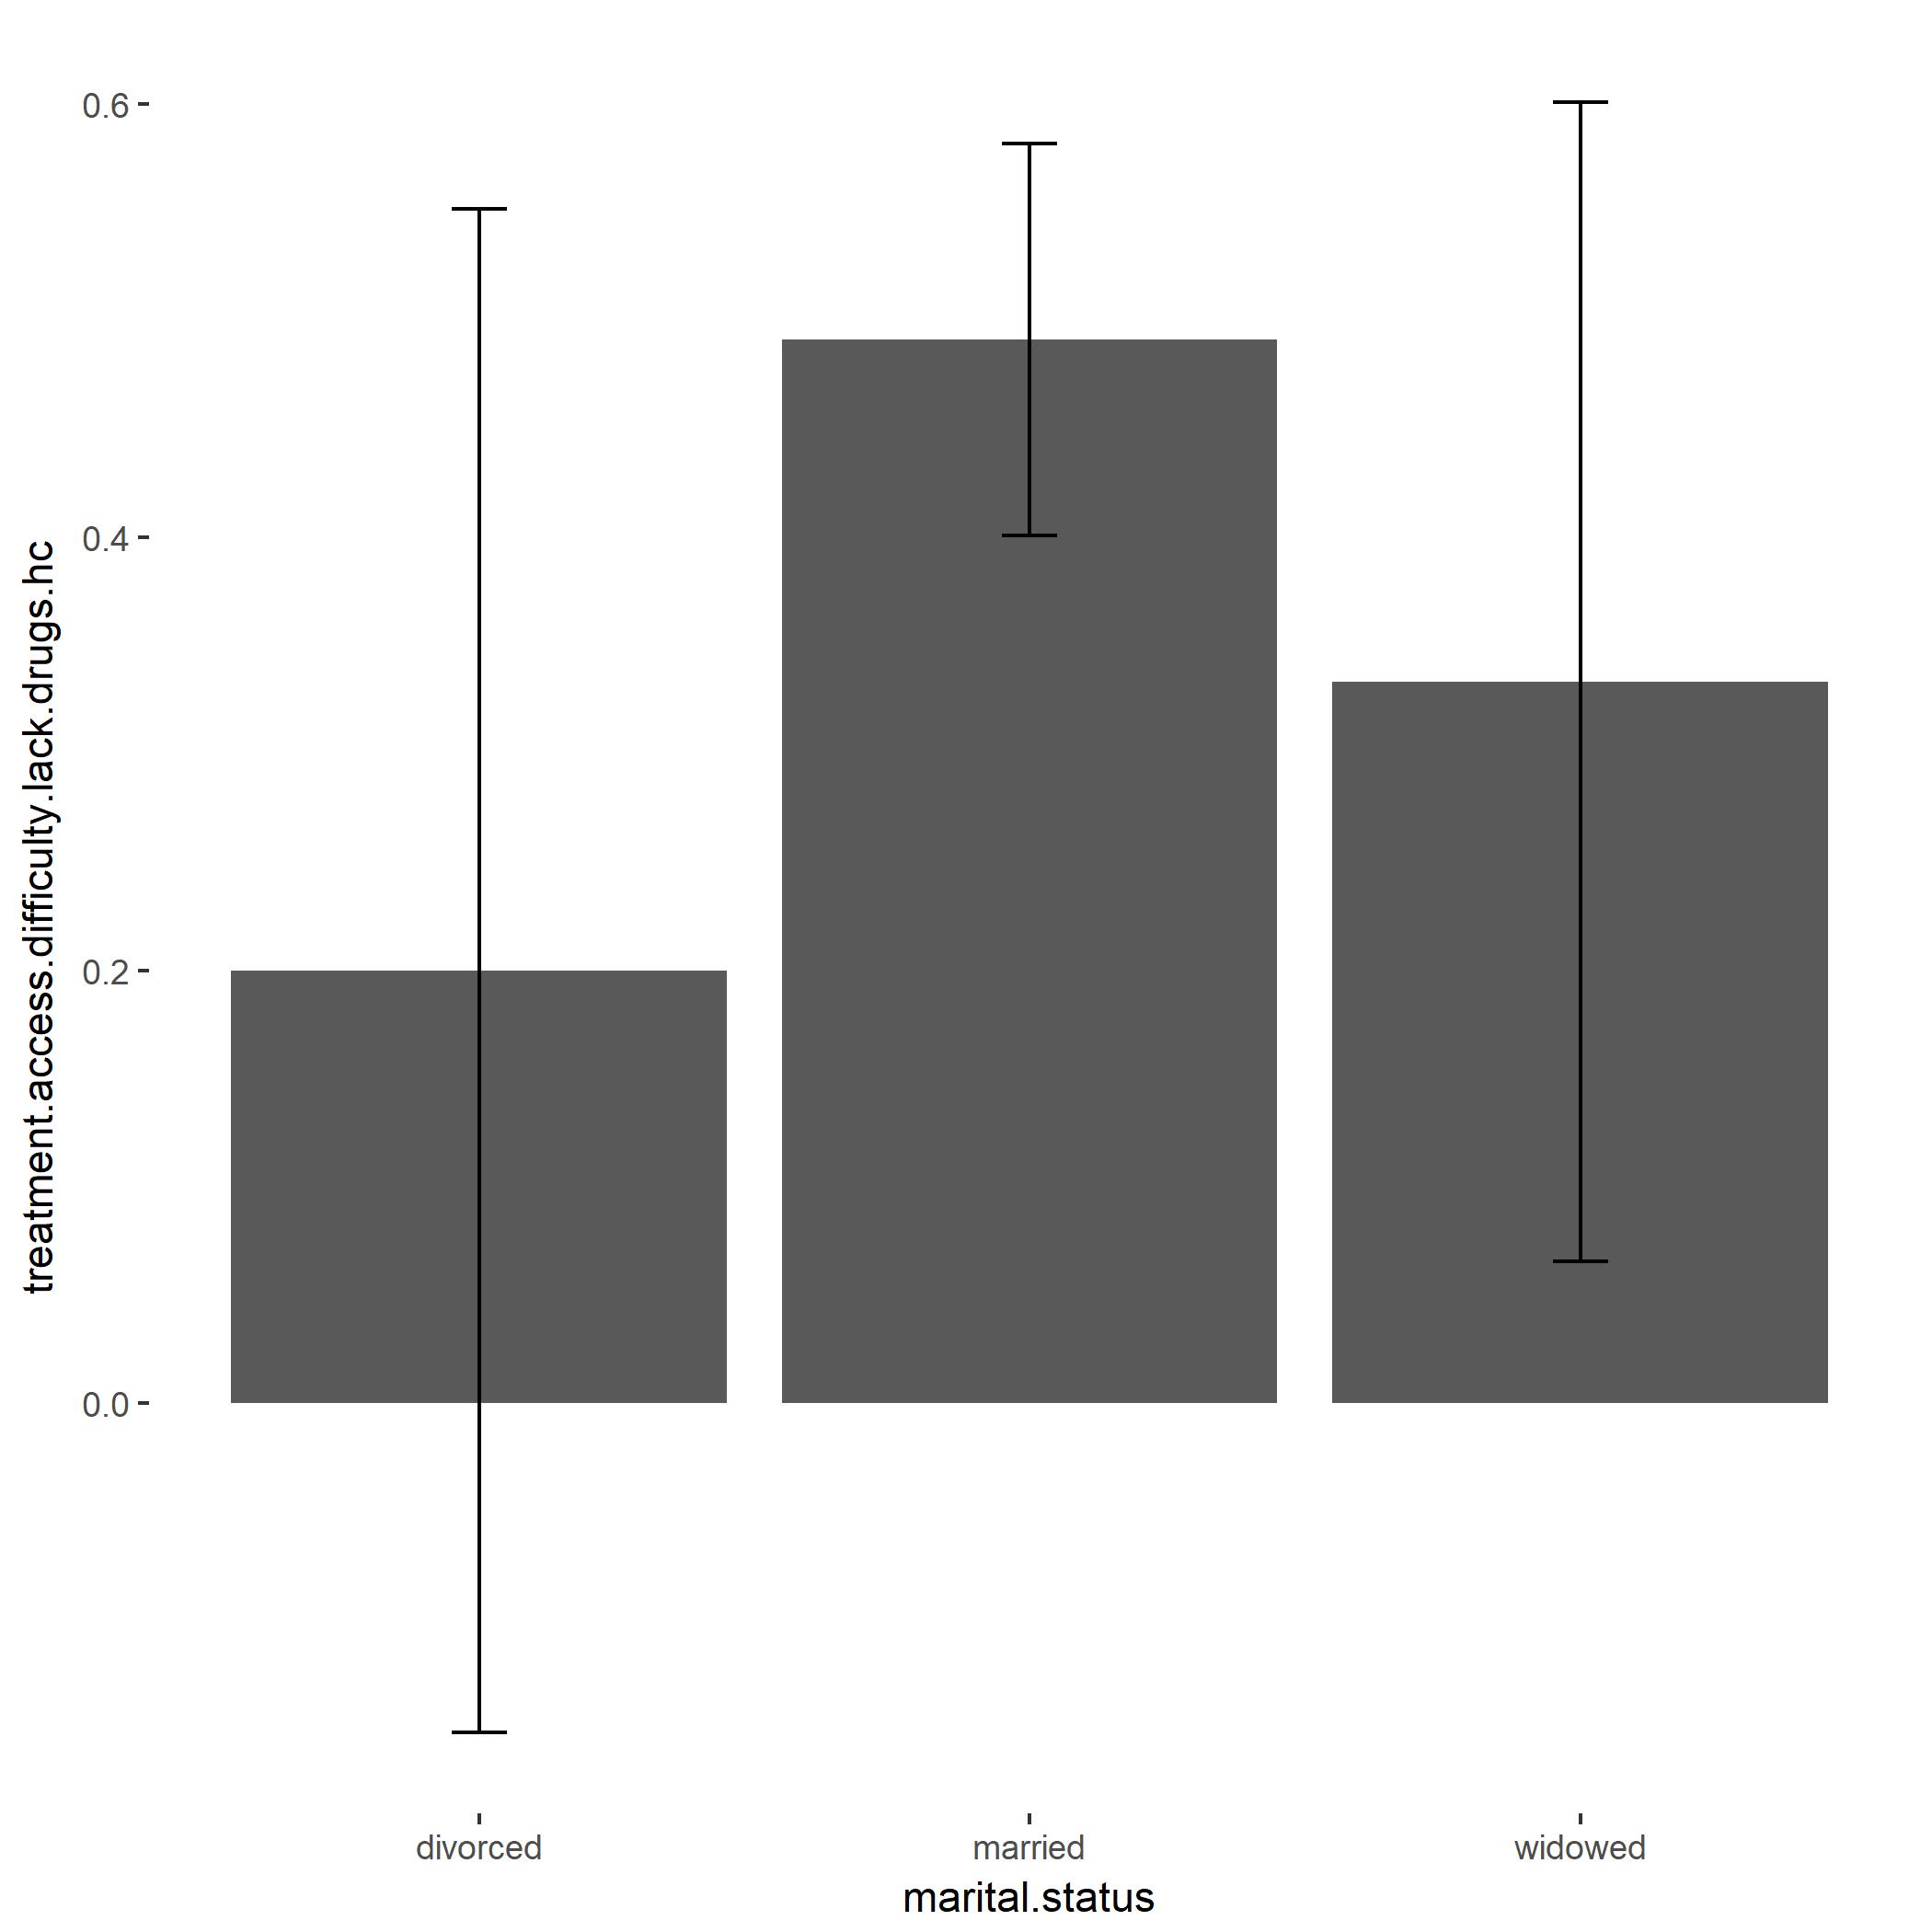 treatment.access.difficulty.lack.drugs.hc
0.6
0.4
0.2
0.0
divorced
married
widowed
marital.status